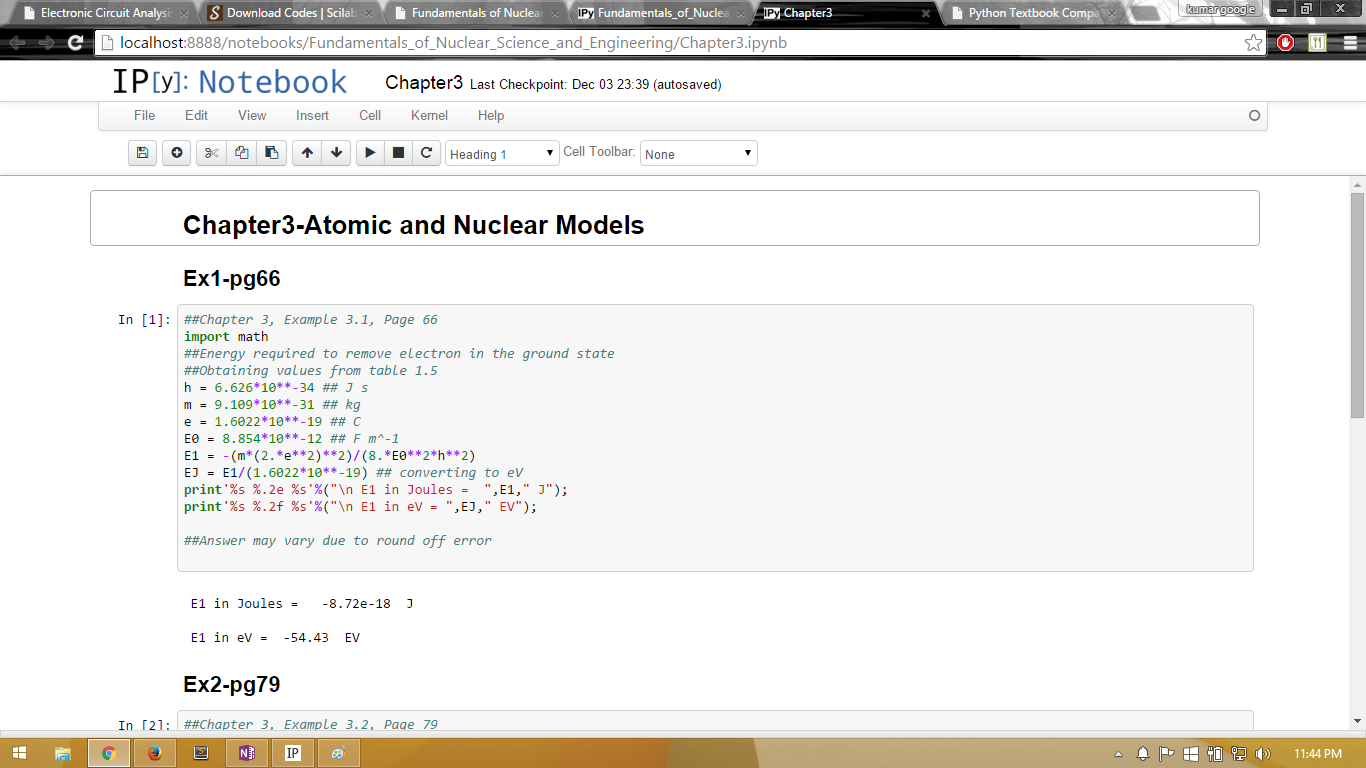 Electronic Circuit Analysi
Download Codes | Scilab
Fundamentals of Nuclear
IPy Fundamentals_of_Nuclea
IPy Chapter3
Python Textbook Compa
kumar google
localhost:8888/notebooks/Fundamentals_of_Nuclear_Science_and_Engineering/Chapter3.ipynb
IP[y]: Notebook
Chapter3 Last Checkpoint: Dec 03 23:39 (autosaved)
File Edit View Insert Cell Kernel Help
Heading 1 Cell Toolbar: None
Chapter3-Atomic and Nuclear Models
Ex1-pg66
In [1]: ##Chapter 3, Example 3.1, Page 66
import math
##Energy required to remove electron in the ground state
##Obtaining values from table 1.5
h = 6.626*10**-34 ## J s
m = 9.109*10**-31 ## kg
e = 1.6022*10**-19 ## C
E0 = 8.854*10**-12 ## F m^-1
E1 = -(m*(2.*e**2)**2)/(8.*E0**2*h**2)
EJ = E1/(1.6022*10**-19) ## converting to eV
print'%s %.2e %s'%("\n E1 in Joules =  ",E1," J");
print'%s %.2f %s'%("\n E1 in eV = ",EJ," EV");
##Answer may vary due to round off error
E1 in Joules =   -8.72e-18  J
E1 in eV =  -54.43  EV
Ex2-pg79
In [2]: ##Chapter 3, Example 3.2, Page 79
IP
11:44 PM